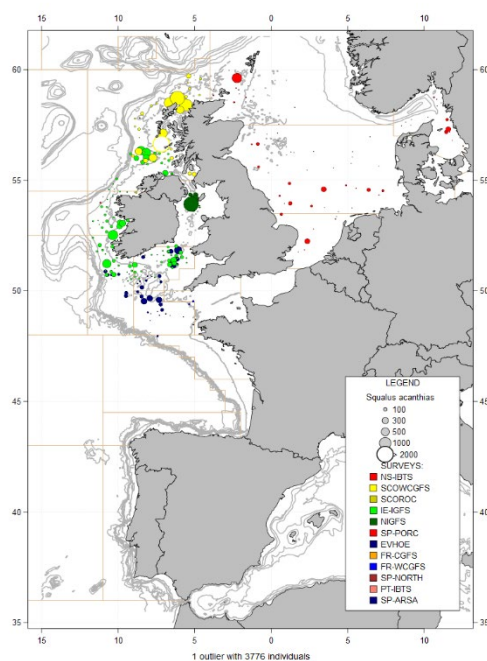 60
55
50
45
40
35
LEGEND
Squalus acanthias
100
300
500
1000
> 2000
SURVEYS:
NS-IBTS
SCOWCGFS
SCOROC
IE-IGFS
NIGFS
SP-PORC
EVHOE
FR-CGFS
FR-WCGFS
SP-NORTH
PT-IBTS
SP-ARSA
15 10 5 0 5 10
1 outlier with 3776 individuals